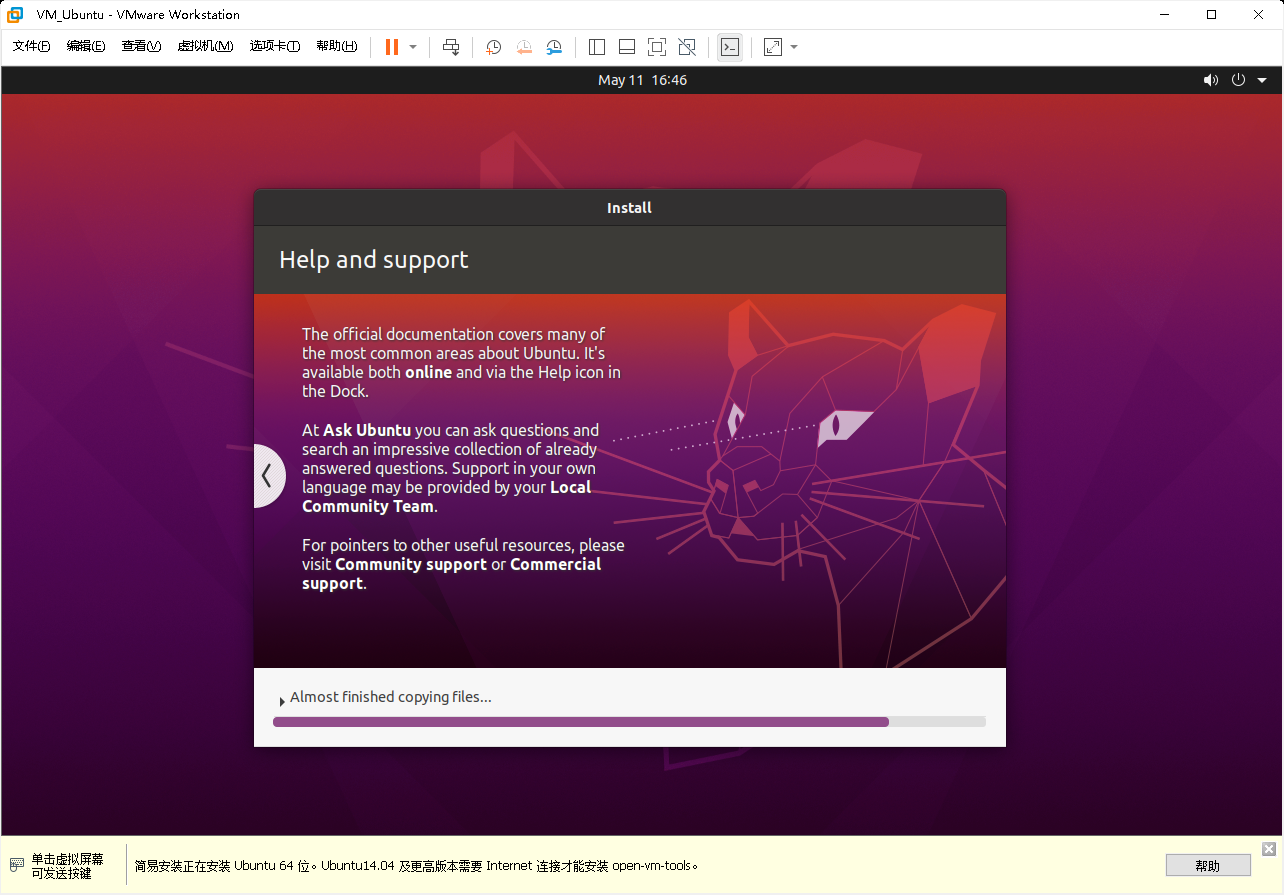 VM_Ubuntu - VMware Workstation
文件(F) 编辑(E) 查看(V) 虚拟机(M) 选项卡(T) 帮助(H)
May 11 16:46
Install
Help and support
The official documentation covers many of
the most common areas about Ubuntu. It's
available both online and via the Help icon in
the Dock.
At Ask Ubuntu you can ask questions and
search an impressive collection of already
answered questions. Support in your own
language may be provided by your Local
Community Team.
For pointers to other useful resources, please
visit Community support or Commercial
support.
Almost finished copying files...
单击虚拟屏幕
可发送按键
简易安装正在安装 Ubuntu 64 位。Ubuntu14.04 及更高版本需要 Internet 连接才能安装 open-vm-tools。
帮助